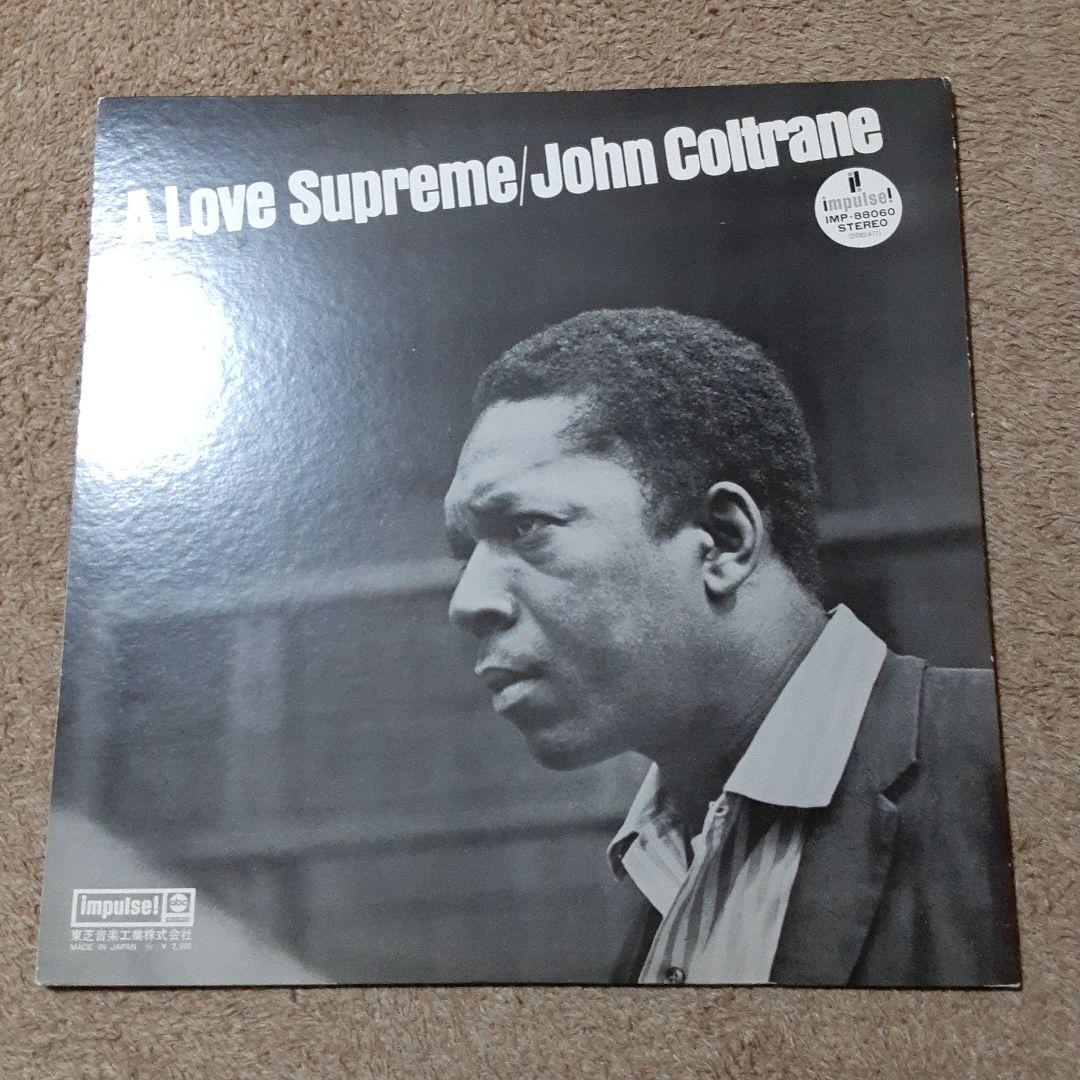 A Love Supreme/John Coltrane
impulse!
IMP-88060
STEREO
impulse! abc
東芝音楽工業株式会社
MADE IN JAPAN